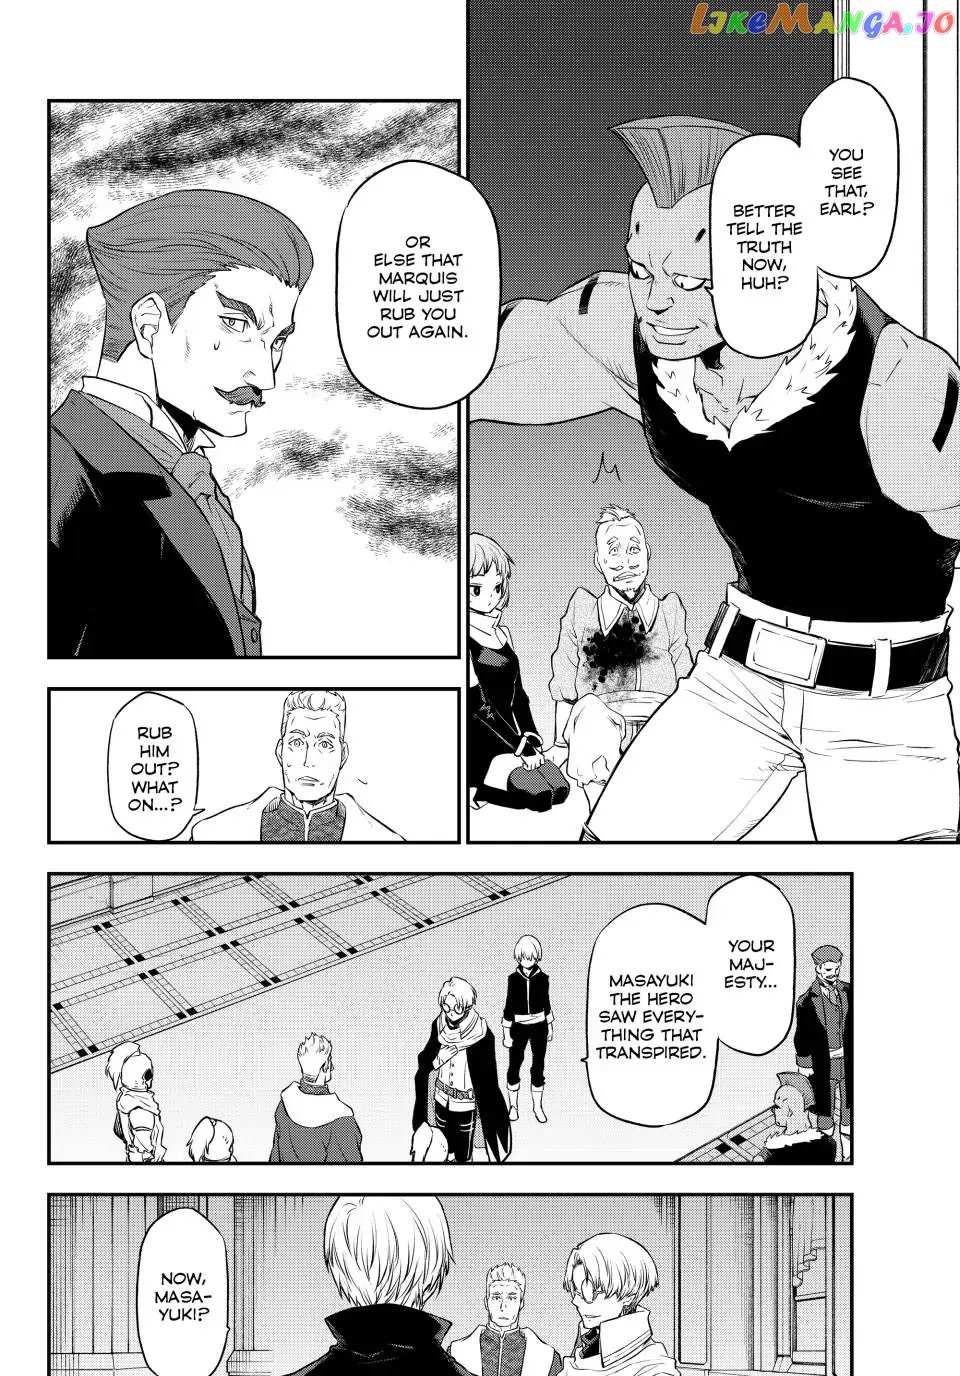 LIKEMANGA.IO
YOU
SEE
THAT,
EARL?
BETTER
TELL THE
TRUTH
NOW,
HUH?
OR
ELSE THAT
MARQUIS
WILL JUST
RUB YOU
OUT AGAIN.
RUB
HIM
OUT?
WHAT
ON...?
YOUR
MAJ-
ESTY...
MASAYUKI
THE HERO
SAW EVERY-
THING THAT
TRANSPIRED.
NOW,
MASA-
YUKI?